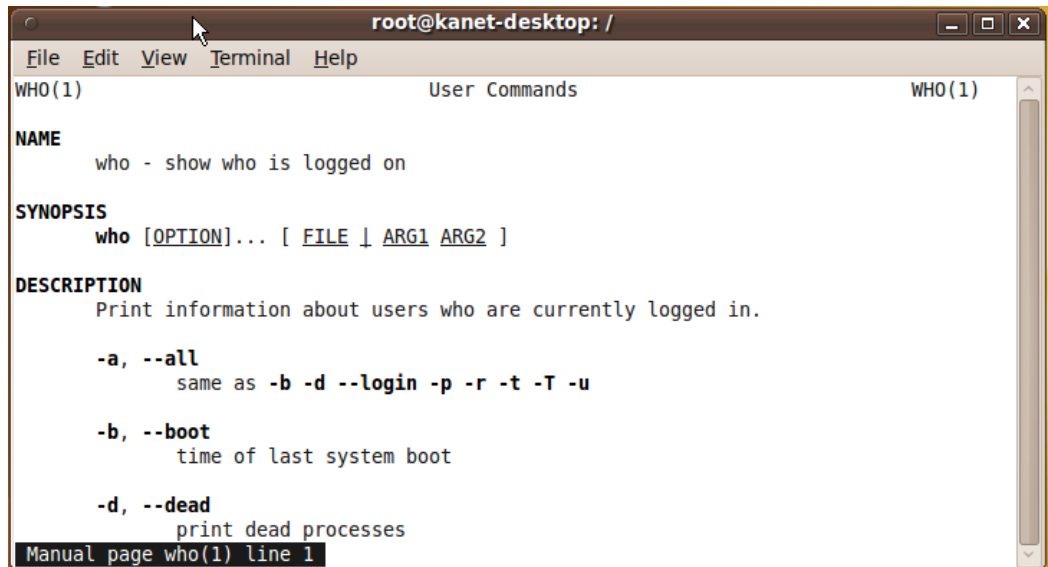 root@kanet-desktop: /
File Edit View Terminal Help
WHO(1) User Commands WHO(1)
NAME
who - show who is logged on
SYNOPSIS
who [OPTION]... [ FILE | ARG1 ARG2 ]
DESCRIPTION
Print information about users who are currently logged in.
-a, --all
same as -b -d --login -p -r -t -T -u
-b, --boot
time of last system boot
-d, --dead
print dead processes
Manual page who(1) line 1